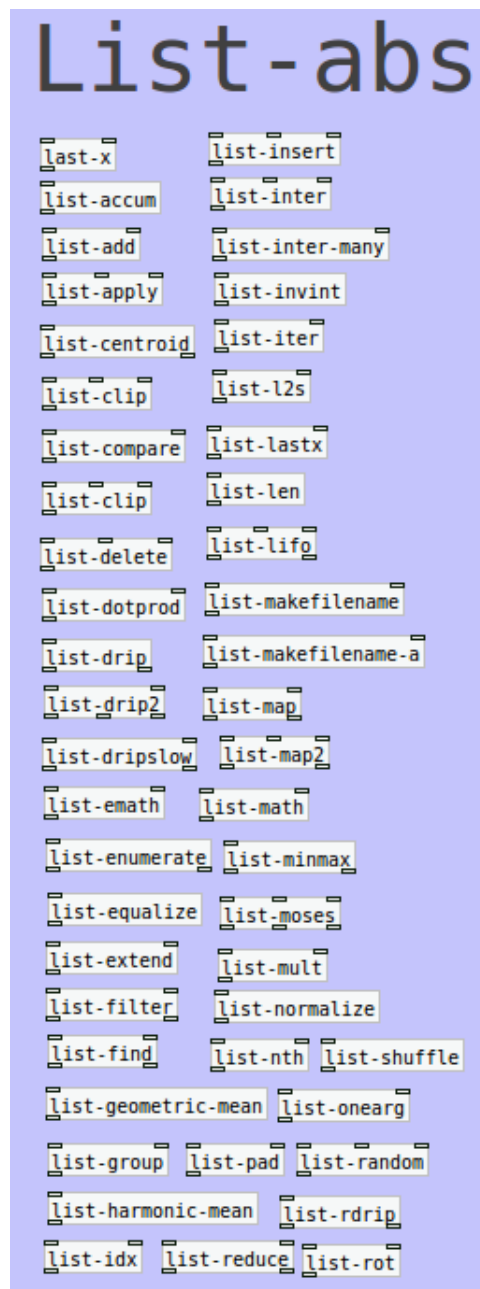 List-abs
last-x
list-insert
list-accum
list-inter
list-add
list-inter-many
list-apply
list-invint
list-centroid
list-iter
list-clip
list-l2s
list-compare
list-lastx
list-clip
list-len
list-delete
list-lifo
list-dotprod
list-makefilename
list-drip
list-makefilename-a
list-drip2
list-map
list-dripslow
list-map2
list-emath
list-math
list-enumerate
list-minmax
list-equalize
list-moses
list-extend
list-mult
list-filter
list-normalize
list-find
list-nth
list-shuffle
list-geometric-mean
list-onearg
list-group
list-pad
list-random
list-harmonic-mean
list-rdrip
list-idx
list-reduce
list-rot